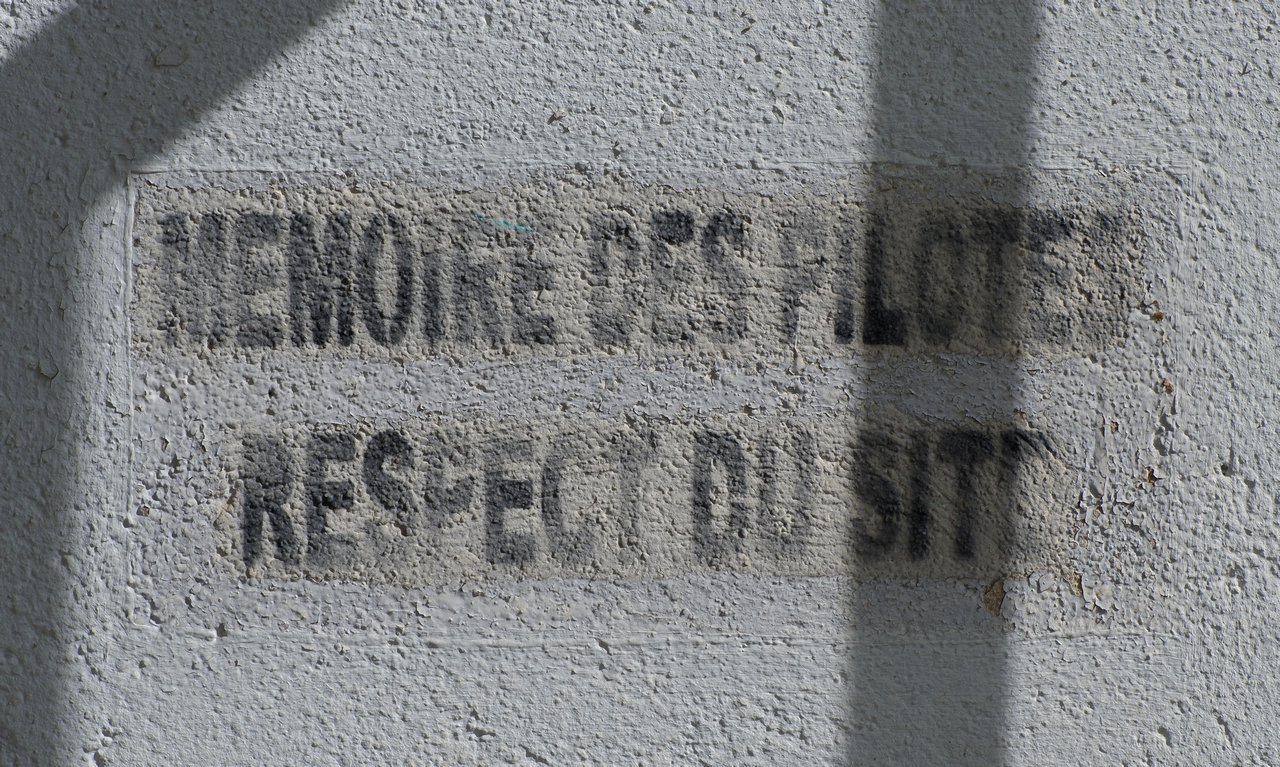 MEMOIRE DES PILOTES
RESPECT DU SITE